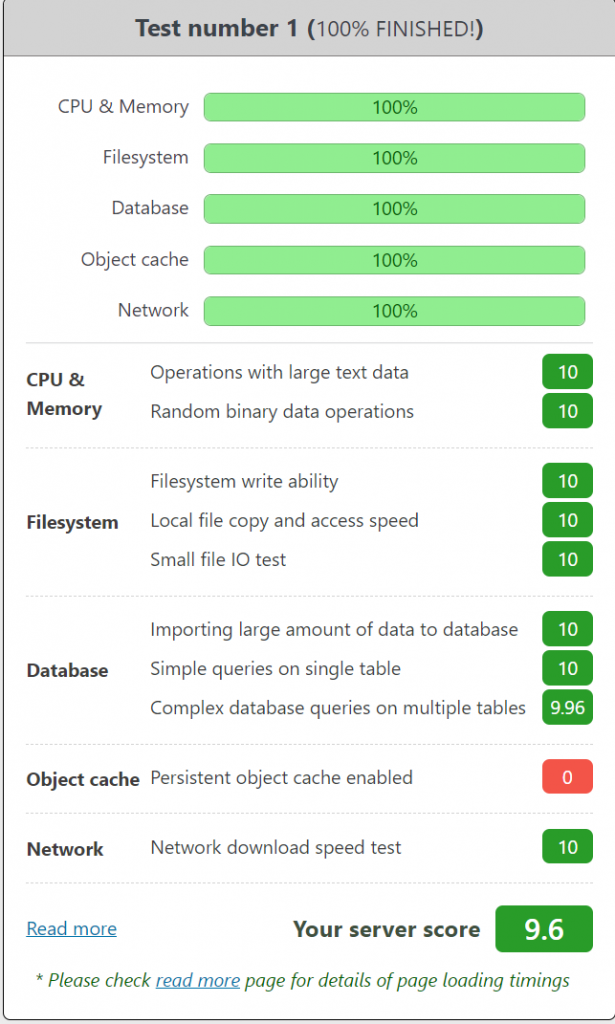 Test number 1 (100% FINISHED!)
CPU & Memory 100%
Filesystem 100%
Database 100%
Object cache 100%
Network 100%
CPU &
Memory
Operations with large text data 10
Random binary data operations 10
Filesystem
Filesystem write ability 10
Local file copy and access speed 10
Small file IO test 10
Database
Importing large amount of data to database 10
Simple queries on single table 10
Complex database queries on multiple tables 9.96
Object cache Persistent object cache enabled 0
Network Network download speed test 10
Read more Your server score 9.6
* Please check read more page for details of page loading timings